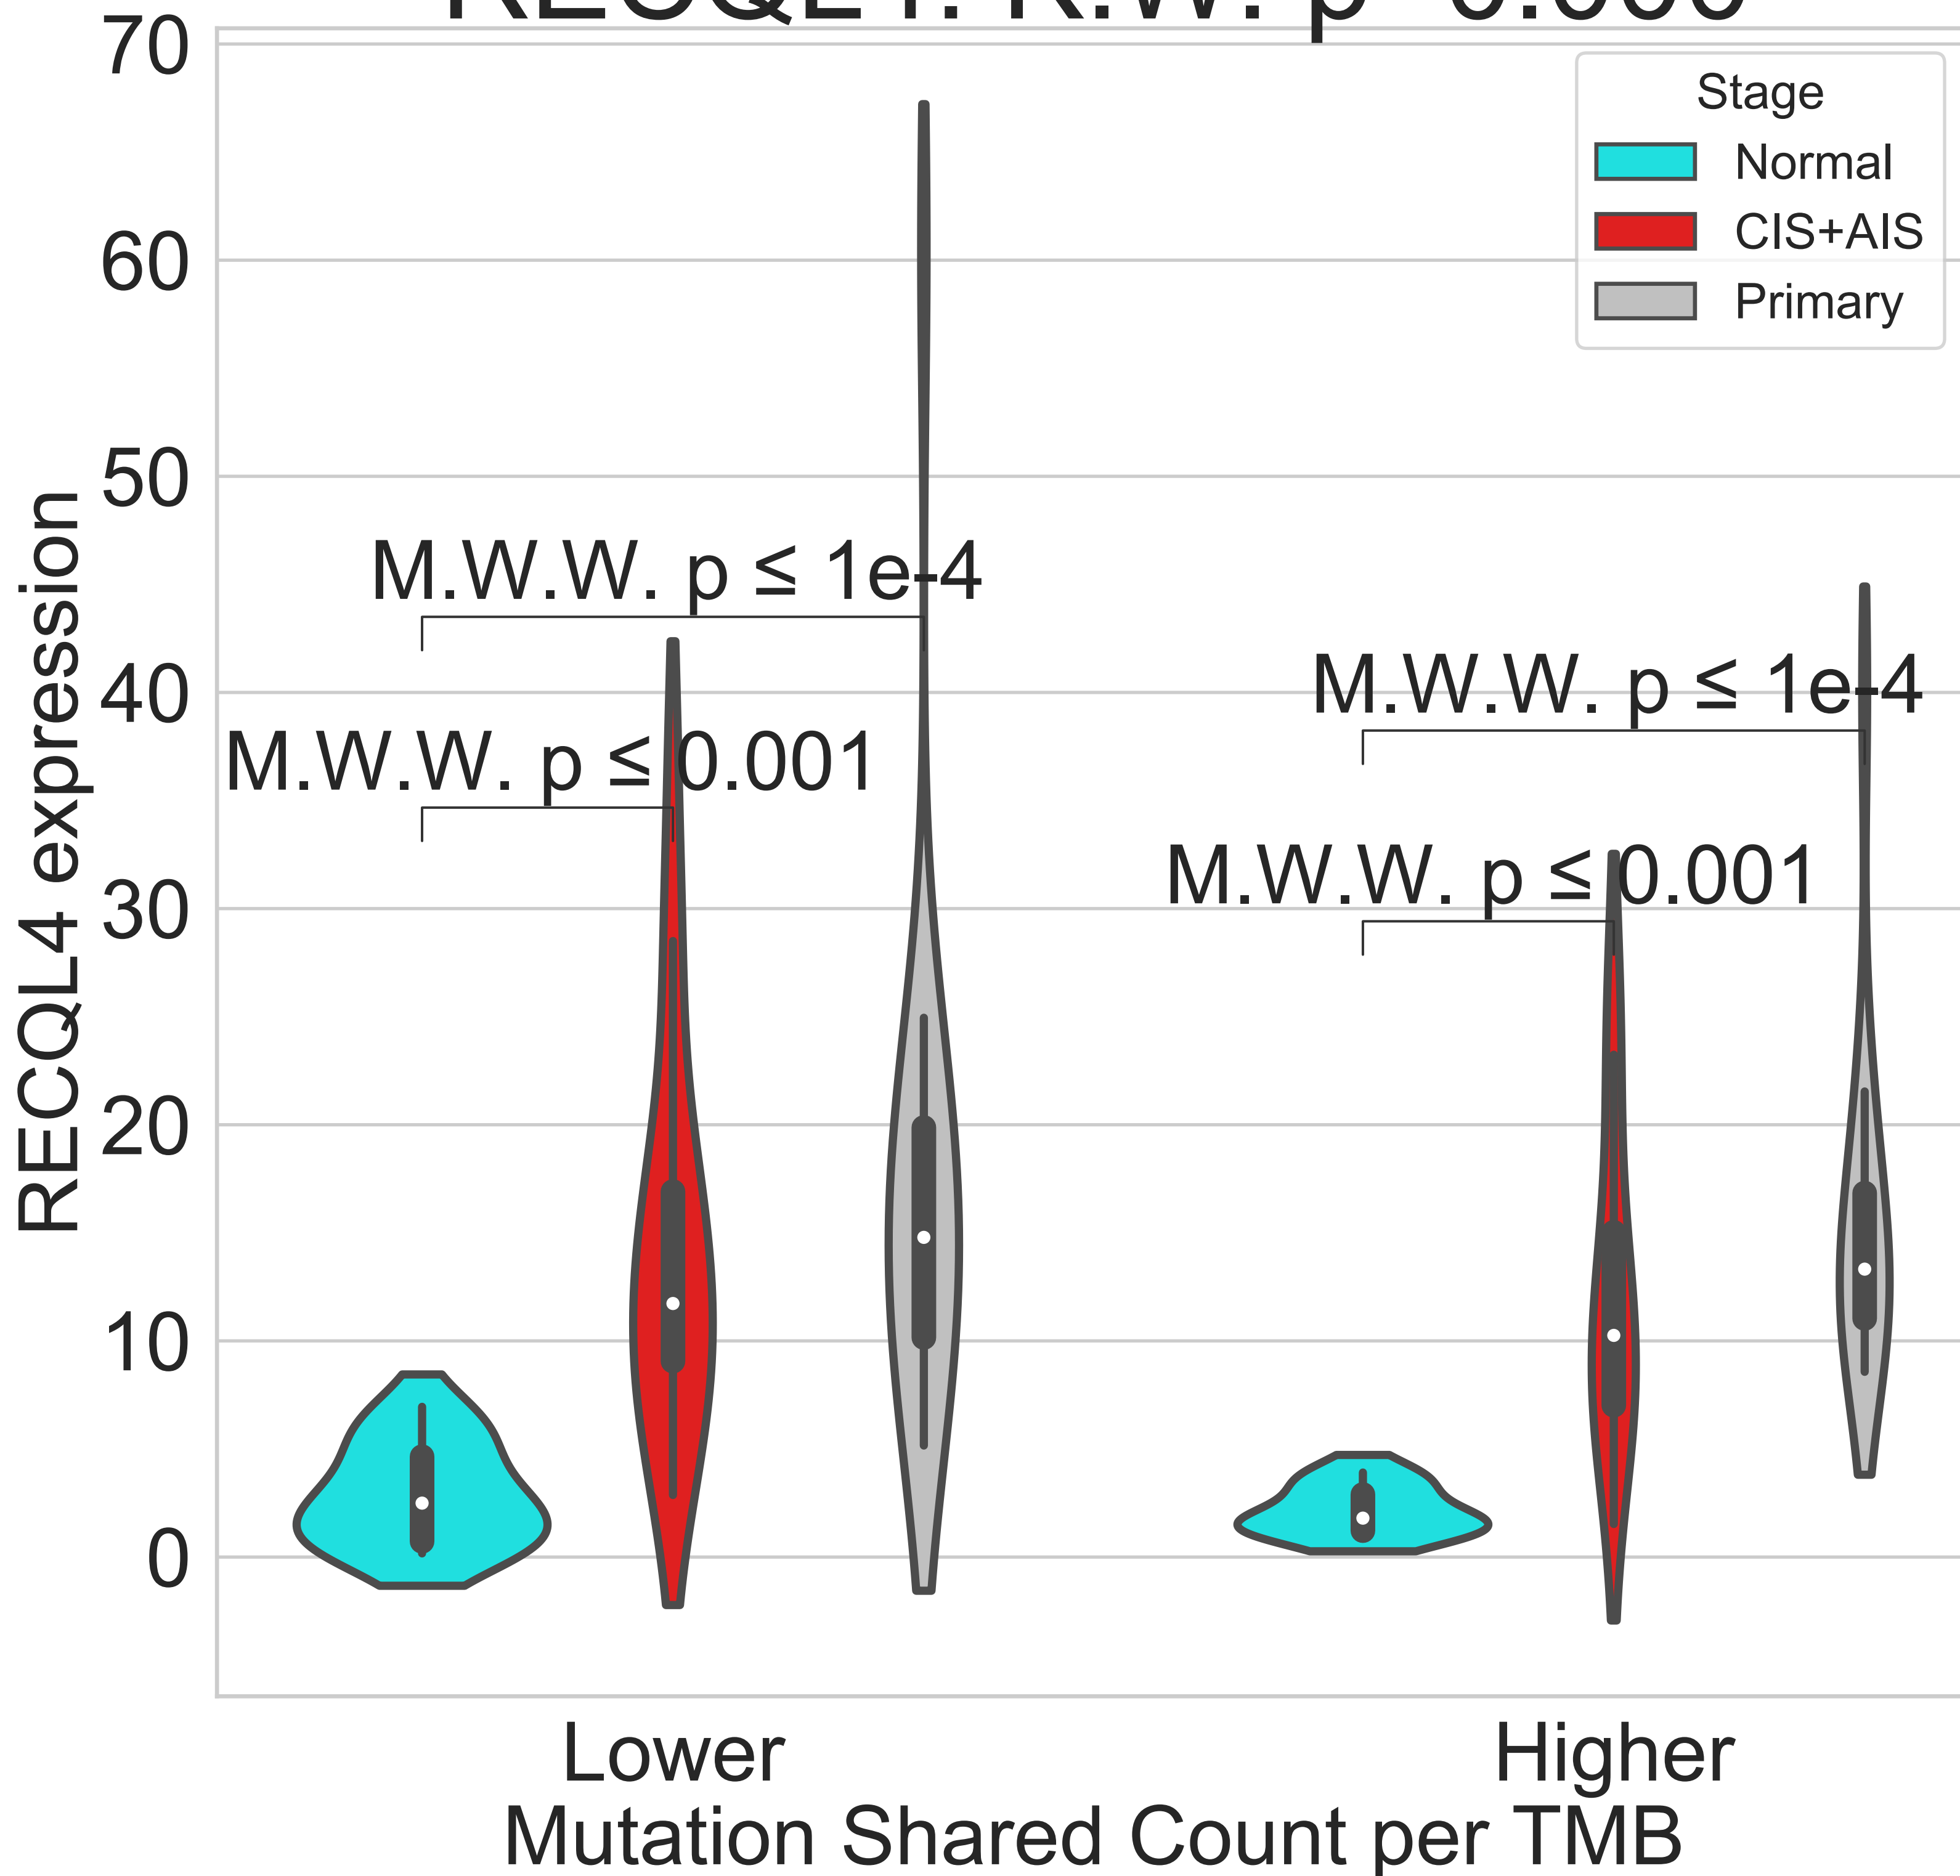 70
60
50
40
30
20
10
0
RECQL4 expression
Stage
Normal
CIS+AIS
Primary
M.W.W. p ≤ 1e-4
M.W.W. p ≤ 0.001
M.W.W. p ≤ 1e-4
M.W.W. p ≤ 0.001
Lower
Higher
Mutation Shared Count per TMB